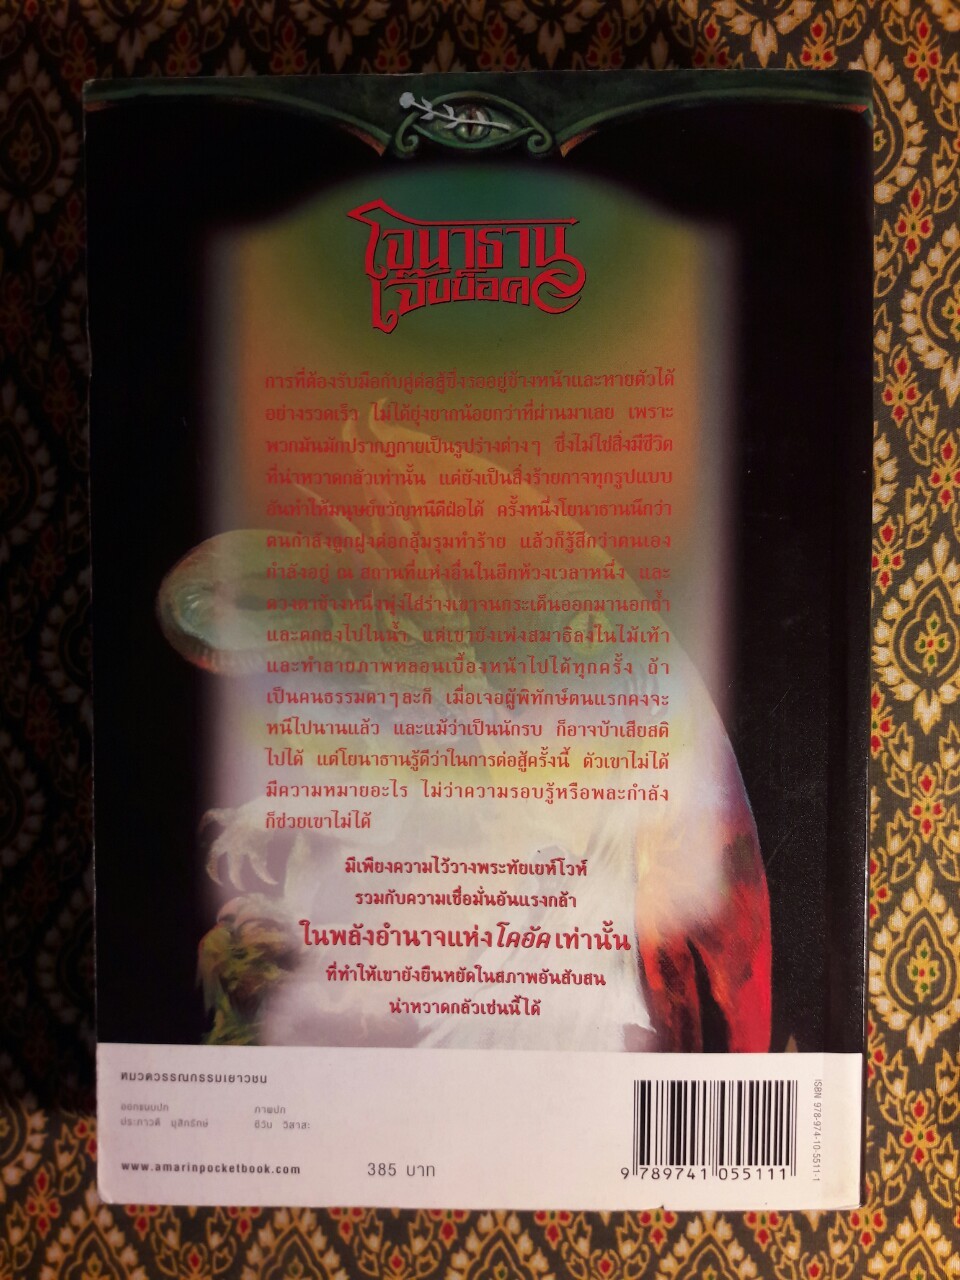 โจนาธาน
เจ๊บบ็อค
การที่ต้องรับมือกับคู่ต่อสู้ซึ่งรออยู่ข้างหน้าและหายตัวได้
อย่างรวดเร็ว ไม่ได้ยุ่งยากน้อยกว่าที่ผ่านมาเลย เพราะ
พวกมันมักปรากฏกายเป็นรูปร่างต่างๆ ซึ่งไม่ใช่สิ่งมีชีวิต
ที่น่าหวาดกลัวเท่านั้น แต่ยังเป็นสิ่งร้ายกาจทุกรูปแบบ
อันทำให้มนุษย์ขวัญหนีดีฝ่อได้ ครั้งหนึ่งโยนาธานนึกว่า
ตนกำลังถูกฝูงต่อกลุ้มรุมทำร้าย แล้วก็รู้สึกว่าตนเอง
กำลังอยู่ ณ สถานที่แห่งอื่นในอีกห้วงเวลาหนึ่ง และ
ดวงตาข้างหนึ่งพุ่งใส่ร่างเขาจนกระเด็นออกมานอกถ้ำ
และตกลงไปในน้ำ แต่เขายังเพ่งสมาธิลงในไม้เท้า
และทำลายภาพหลอนเบื้องหน้าไปได้ทุกครั้ง ถ้า
เป็นคนธรรมดาๆ ละก็ เมื่อเจอผู้พิทักษ์ตนแรกคงจะ
หนีไปนานแล้ว และแม้ว่าเป็นนักรบ ก็อาจบ้าเสียสติ
ไปได้ แต่โยนาธานรู้ดีว่าในการต่อสู้ครั้งนี้ ตัวเขาไม่ได้
มีความหมายอะไร ไม่ว่าความรอบรู้หรือพละกำลัง
ก็ช่วยเขาไม่ได้
มีเพียงความไว้วางพระทัยเยห์โวห์
รวมกับความเชื่อมั่นอันแรงกล้า
ในพลังอำนาจแห่งโคอัคเท่านั้น
ที่ทำให้เขายังยืนหยัดในสภาพอันสับสน
น่าหวาดกลัวเช่นนี้ได้
หมวดวรรณกรรมเยาวชน
ออกแบบปก ภาพปก
ประภาวดี มุสิกรักษ์ ชีวัน วิสาสะ
www.amarinpocketbook.com 385 บาท
9 789741 055111
ISBN 978-974-10-5511-1